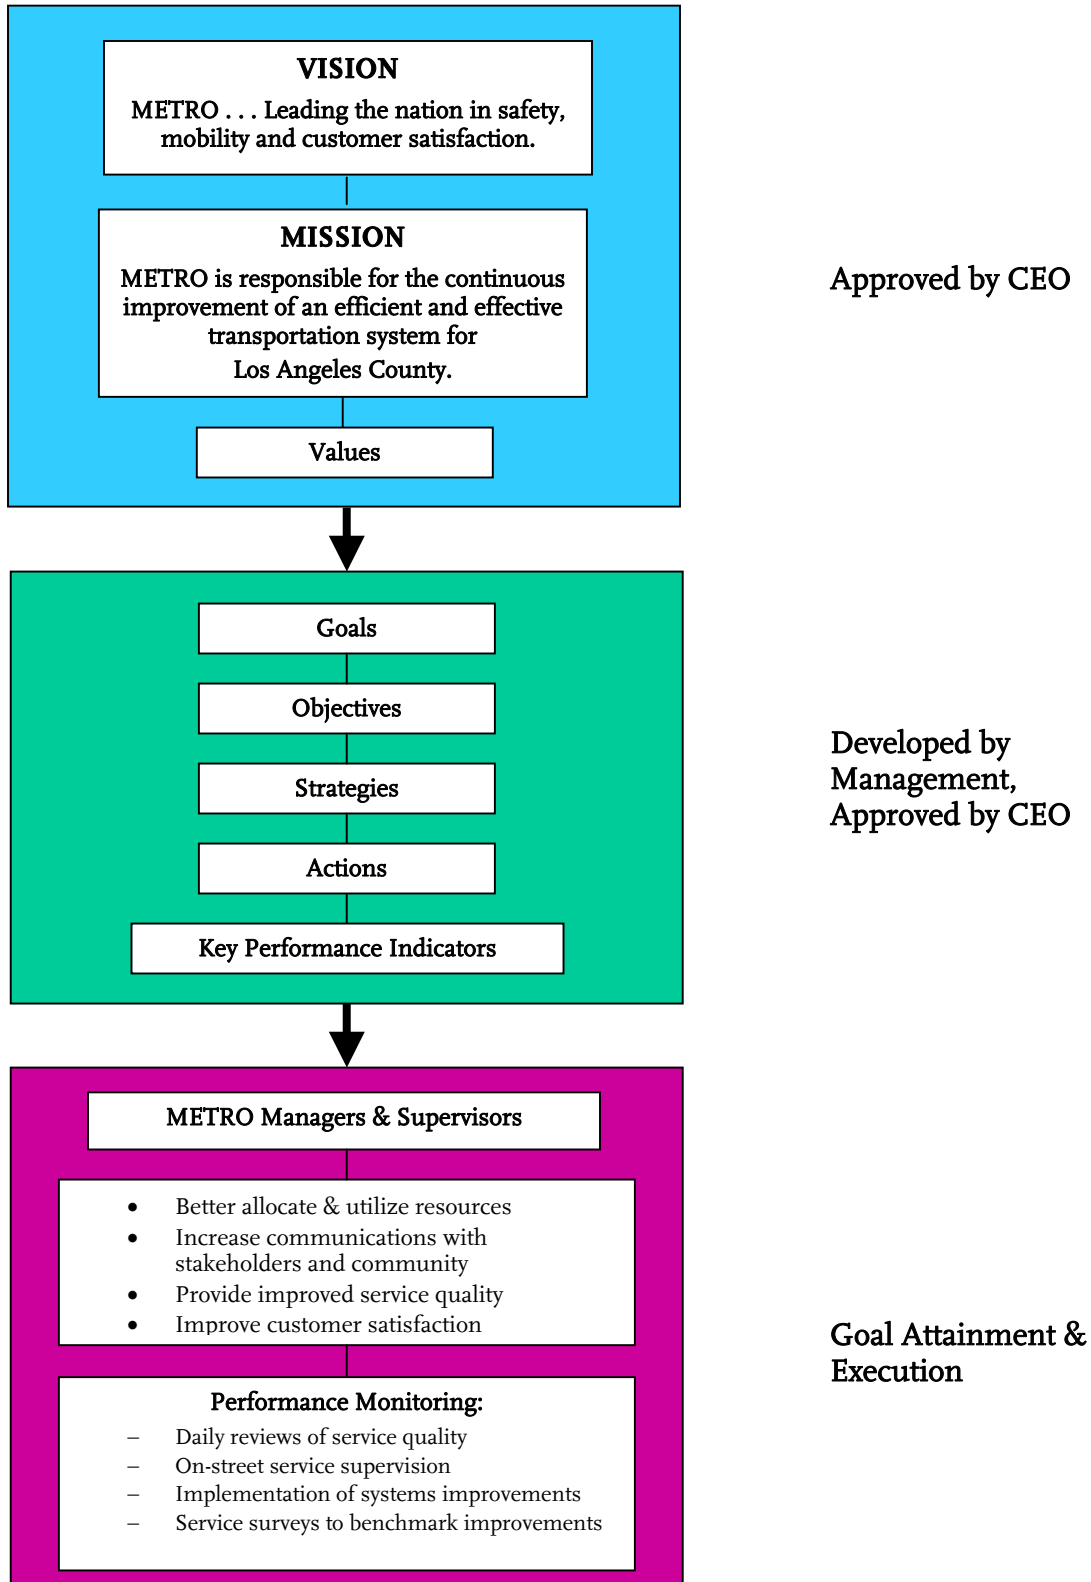 VISION
METRO . . . Leading the nation in safety,
mobility and customer satisfaction.
MISSION
METRO is responsible for the continuous
improvement of an efficient and effective
transportation system for
Los Angeles County.
Values
Approved by CEO
Goals
Objectives
Strategies
Actions
Key Performance Indicators
Developed by
Management,
Approved by CEO
METRO Managers & Supervisors
• Better allocate & utilize resources
• Increase communications with
stakeholders and community
• Provide improved service quality
• Improve customer satisfaction
Performance Monitoring:
– Daily reviews of service quality
– On-street service supervision
– Implementation of systems improvements
– Service surveys to benchmark improvements
Goal Attainment &
Execution